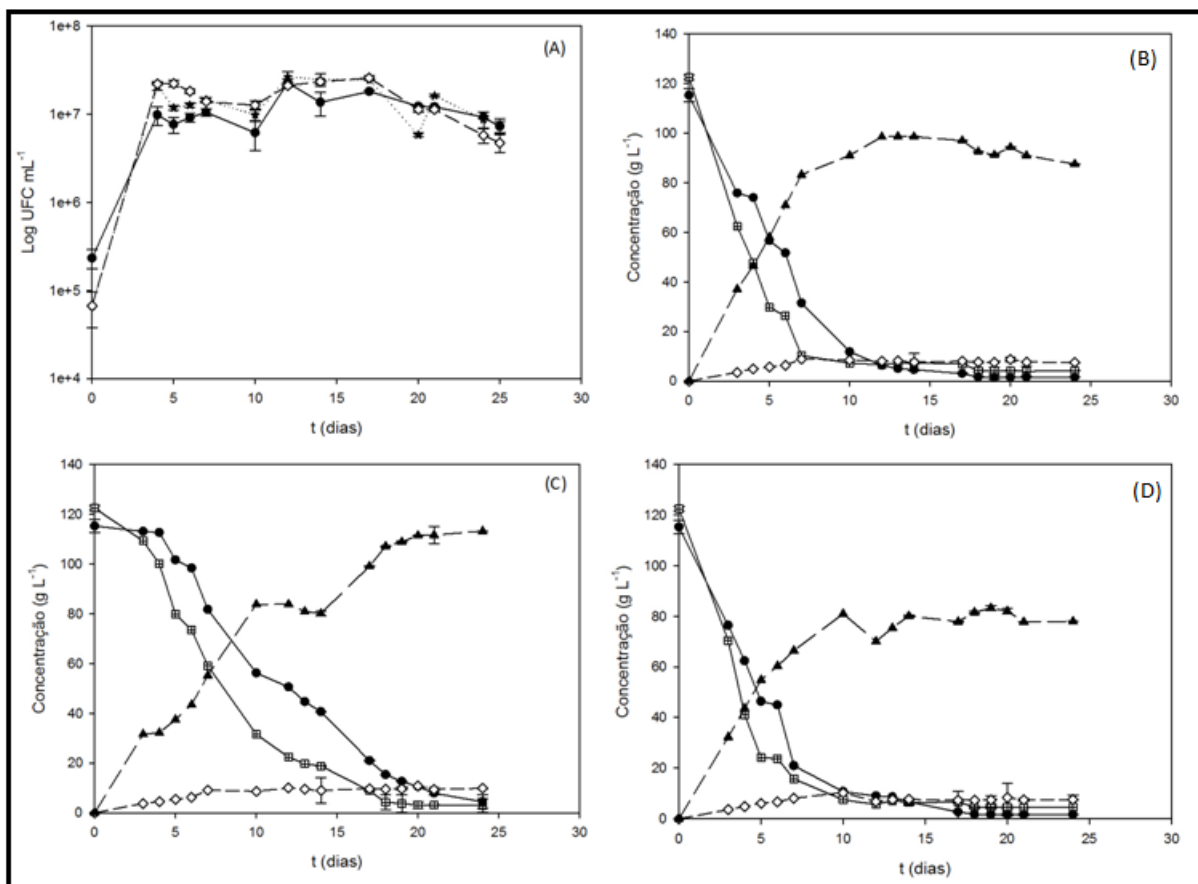 (A)
Log UFC mL⁻¹
1e+8
1e+7
1e+6
1e+5
1e+4
0 5 10 15 20 25 30
t (dias)
(B)
Concentração (g L⁻¹)
140
120
100
80
60
40
20
0
0 5 10 15 20 25 30
t (dias)
(C)
Concentração (g L⁻¹)
140
120
100
80
60
40
20
0
0 5 10 15 20 25 30
t (dias)
(D)
Concentração (g L⁻¹)
140
120
100
80
60
40
20
0
0 5 10 15 20 25 30
t (dias)